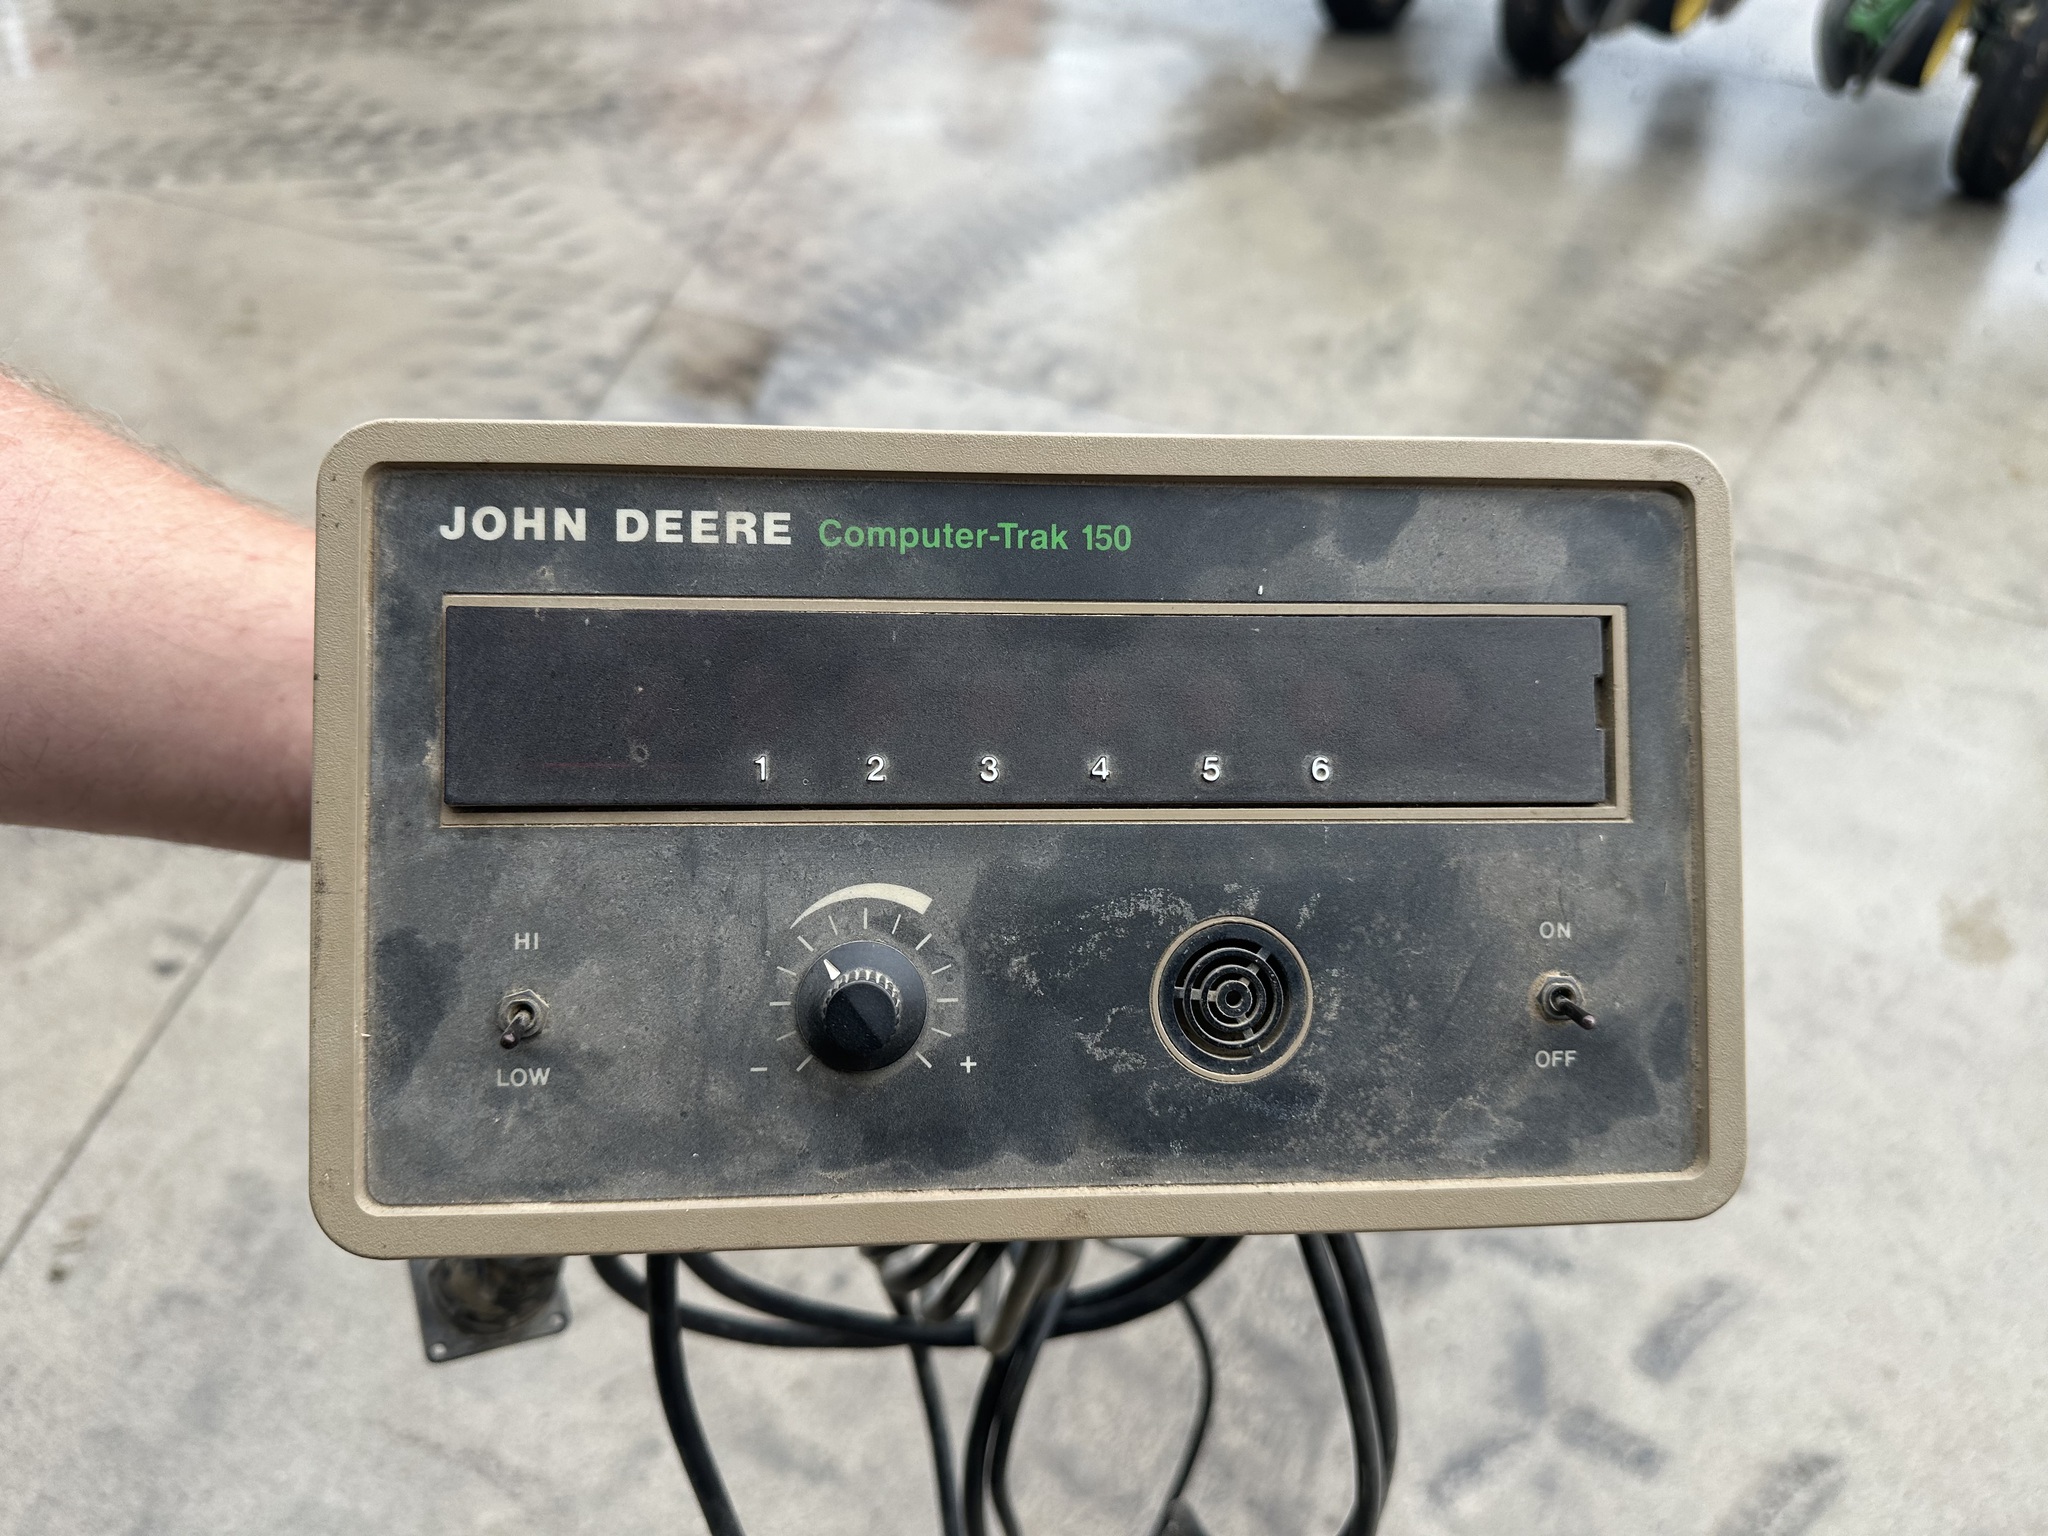 JOHN DEERE Computer-Trak 150
1 2 3 4 5 6
HI
LOW
- +
ON
OFF